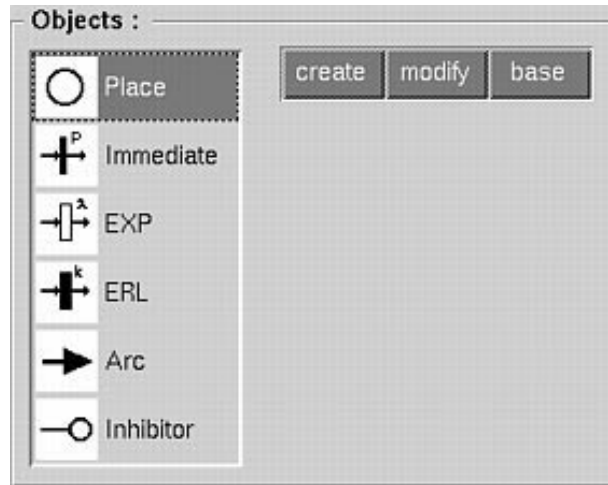 Objects :
Place
create modify base
P
Immediate
λ
EXP
k
ERL
Arc
Inhibitor